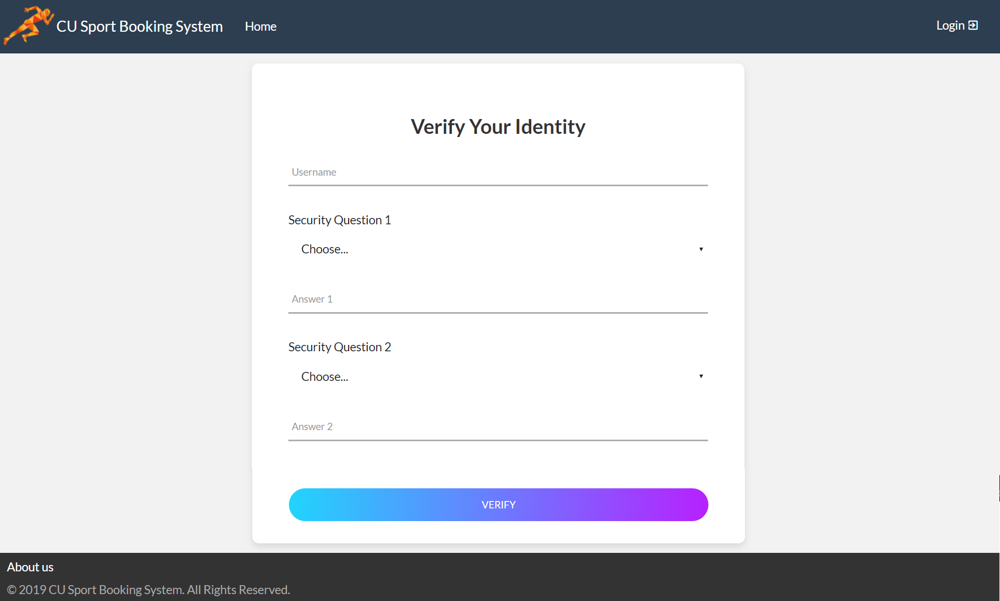 CU Sport Booking System Home Login
Verify Your Identity
Username
Security Question 1
Choose...
Answer 1
Security Question 2
Choose...
Answer 2
VERIFY
About us
© 2019 CU Sport Booking System. All Rights Reserved.